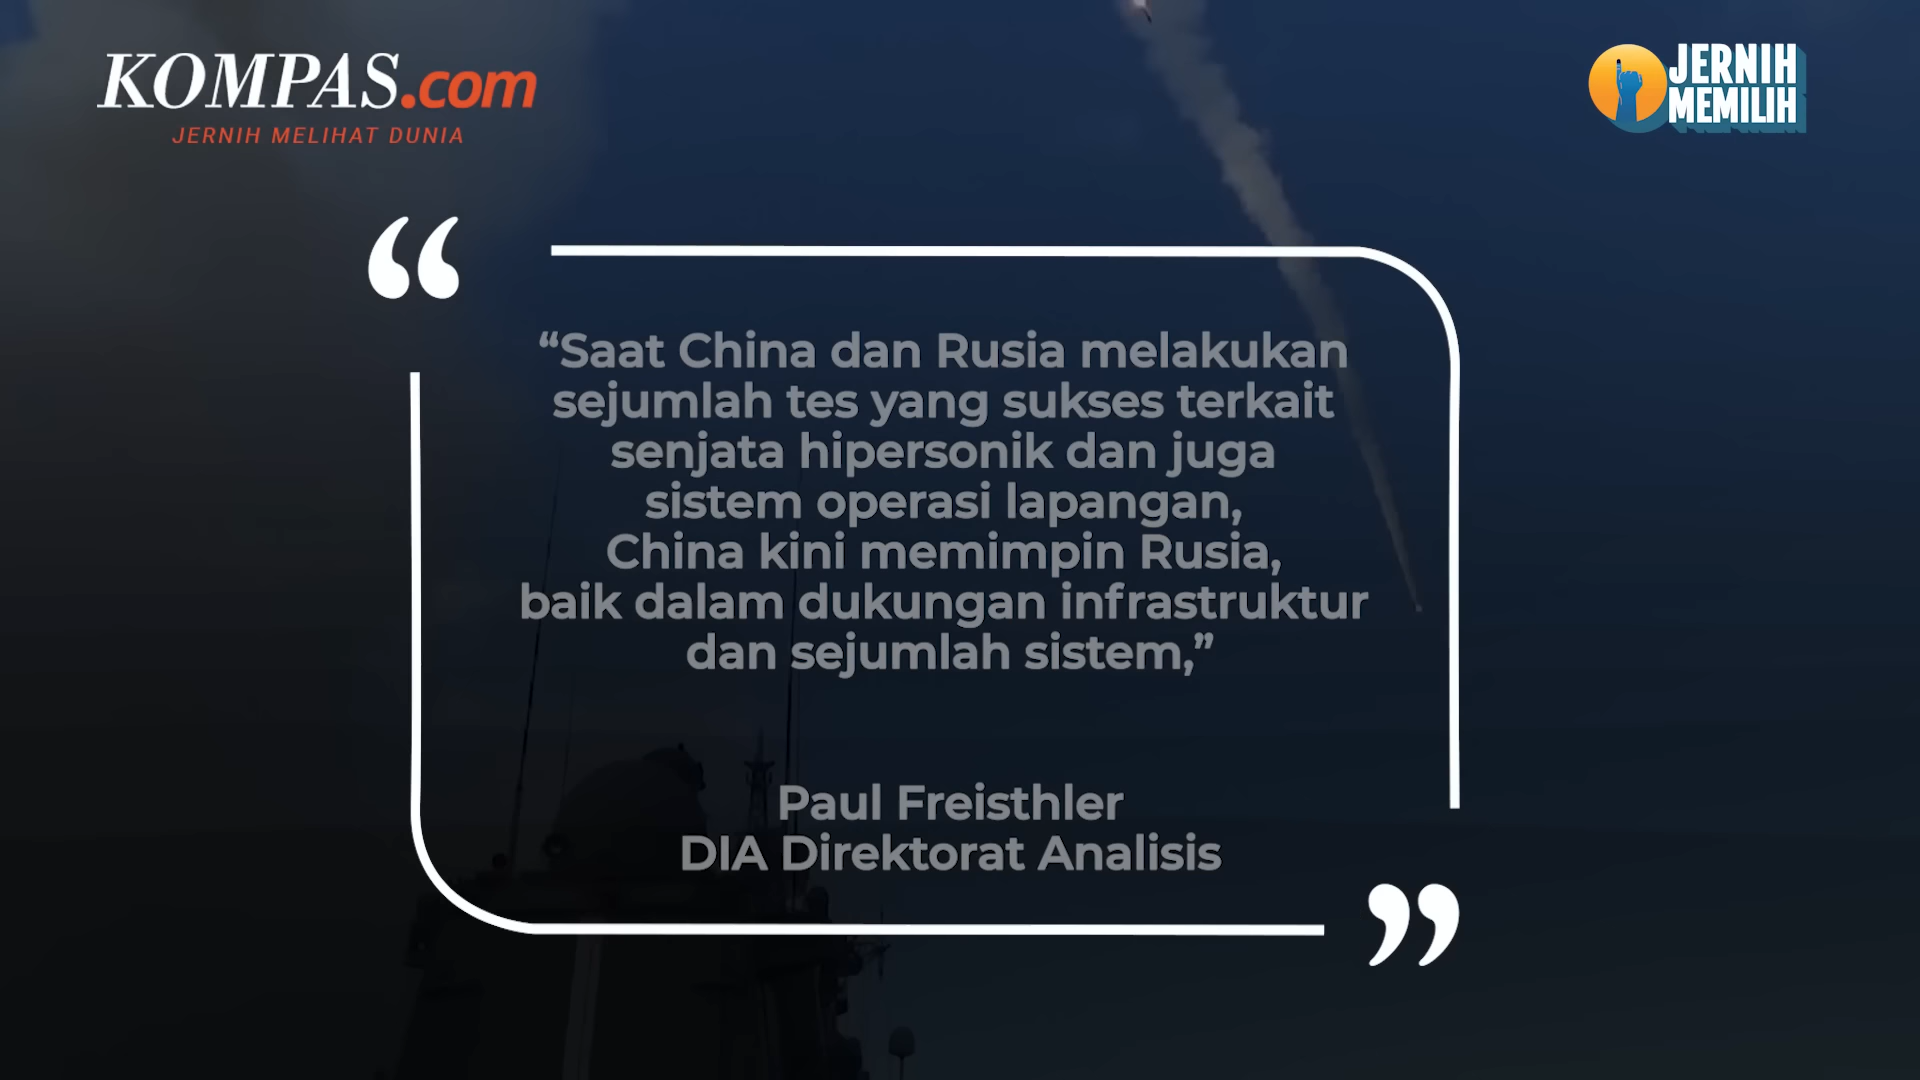 KOMPAS.com
JERNIH MELIHAT DUNIA
JERNIH
MEMILIH
“Saat China dan Rusia melakukan
sejumlah tes yang sukses terkait
senjata hipersonik dan juga
sistem operasi lapangan,
China kini memimpin Rusia,
baik dalam dukungan infrastruktur
dan sejumlah sistem,”
Paul Freisthler
DIA Direktorat Analisis